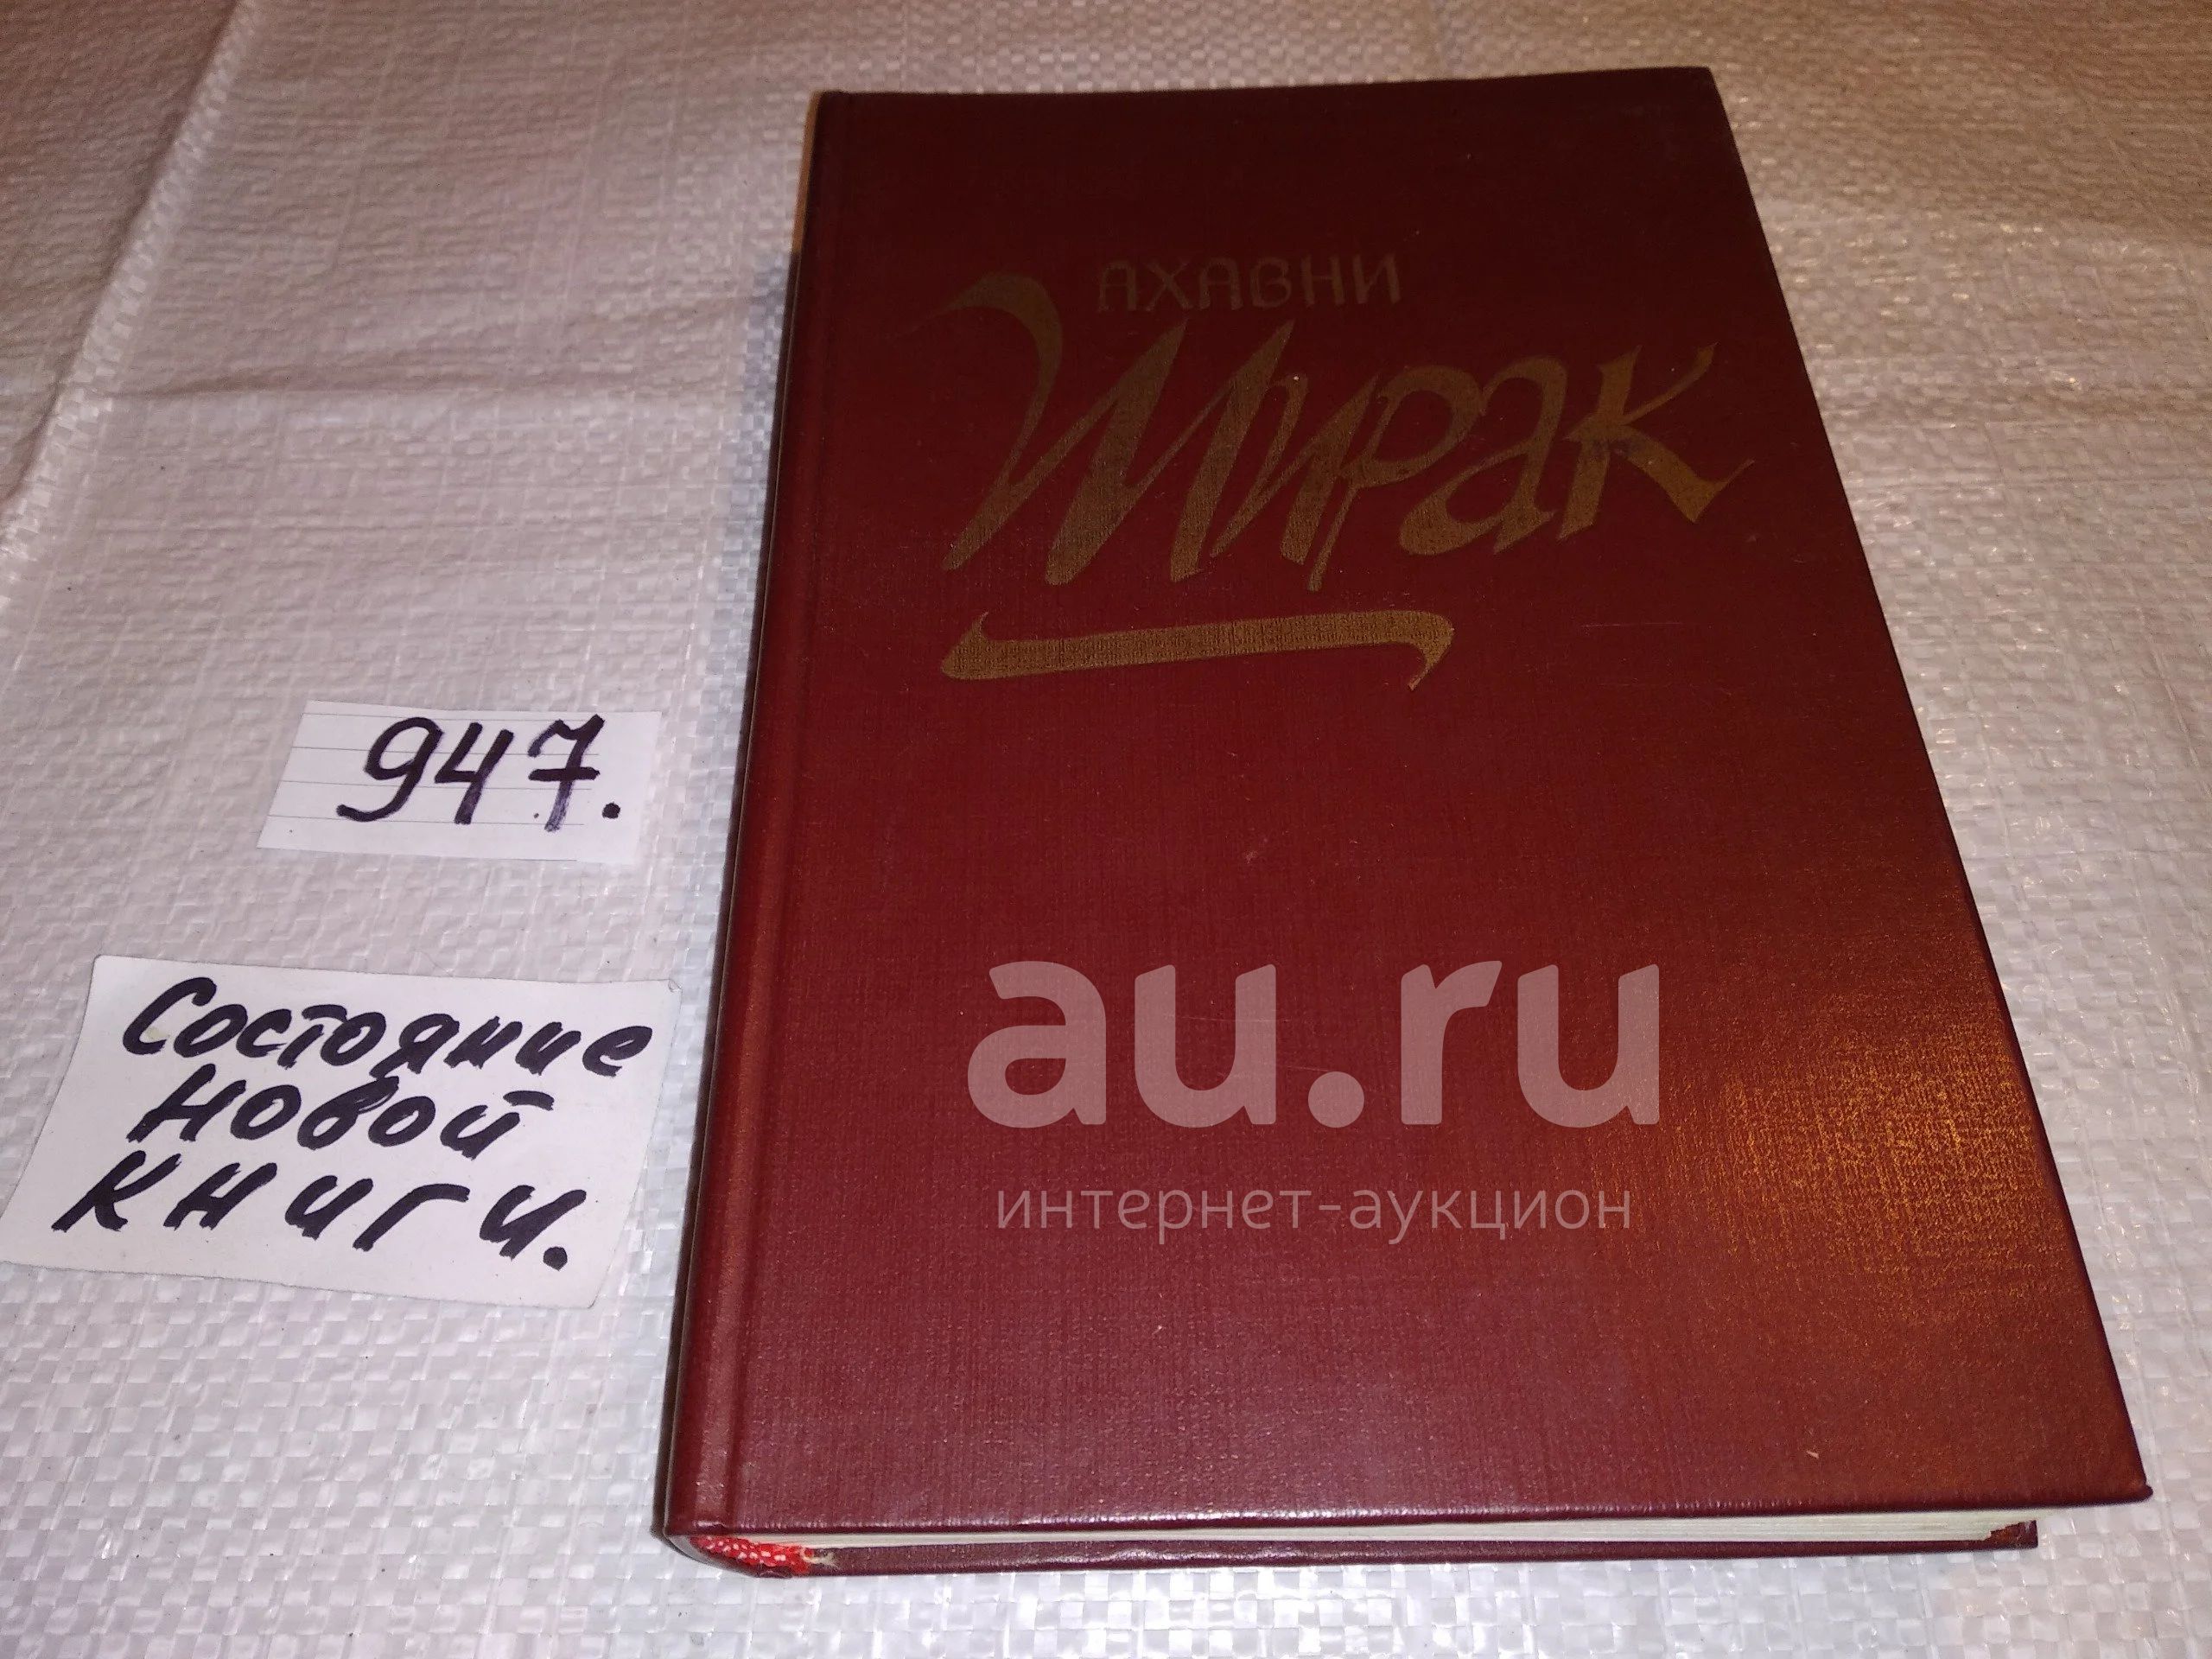 АХАВНИ
Ширак
947.
Состояние
новой
книги.
au.ru
интернет-аукцион